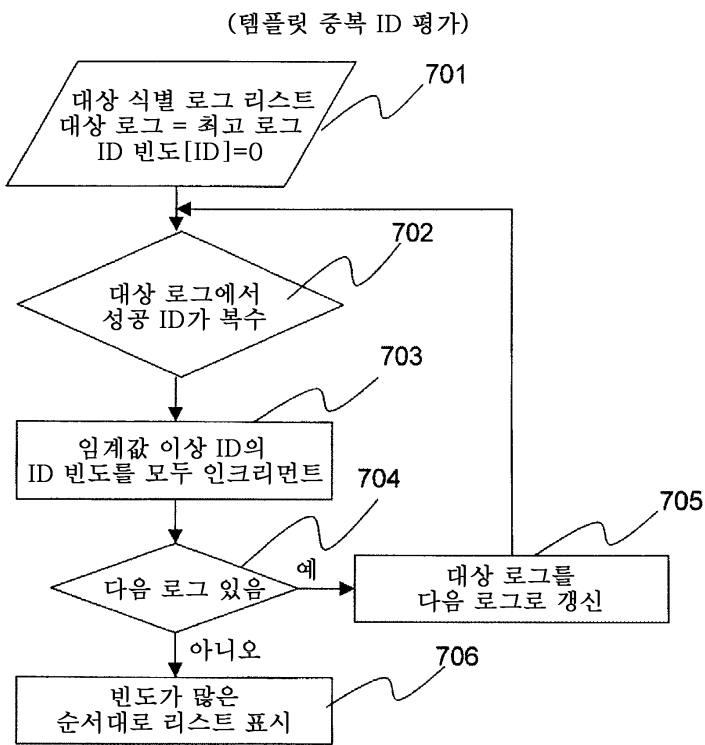 (템플릿 중복 ID 평가)
701
대상 식별 로그 리스트
대상 로그 = 최고 로그
ID 빈도[ID]=0
702
대상 로그에서
성공 ID가 복수
703
임계값 이상 ID의
ID 빈도를 모두 인크리먼트
704
다음 로그 있음
예
705
대상 로그를
다음 로그로 갱신
아니오
706
빈도가 많은
순서대로 리스트 표시